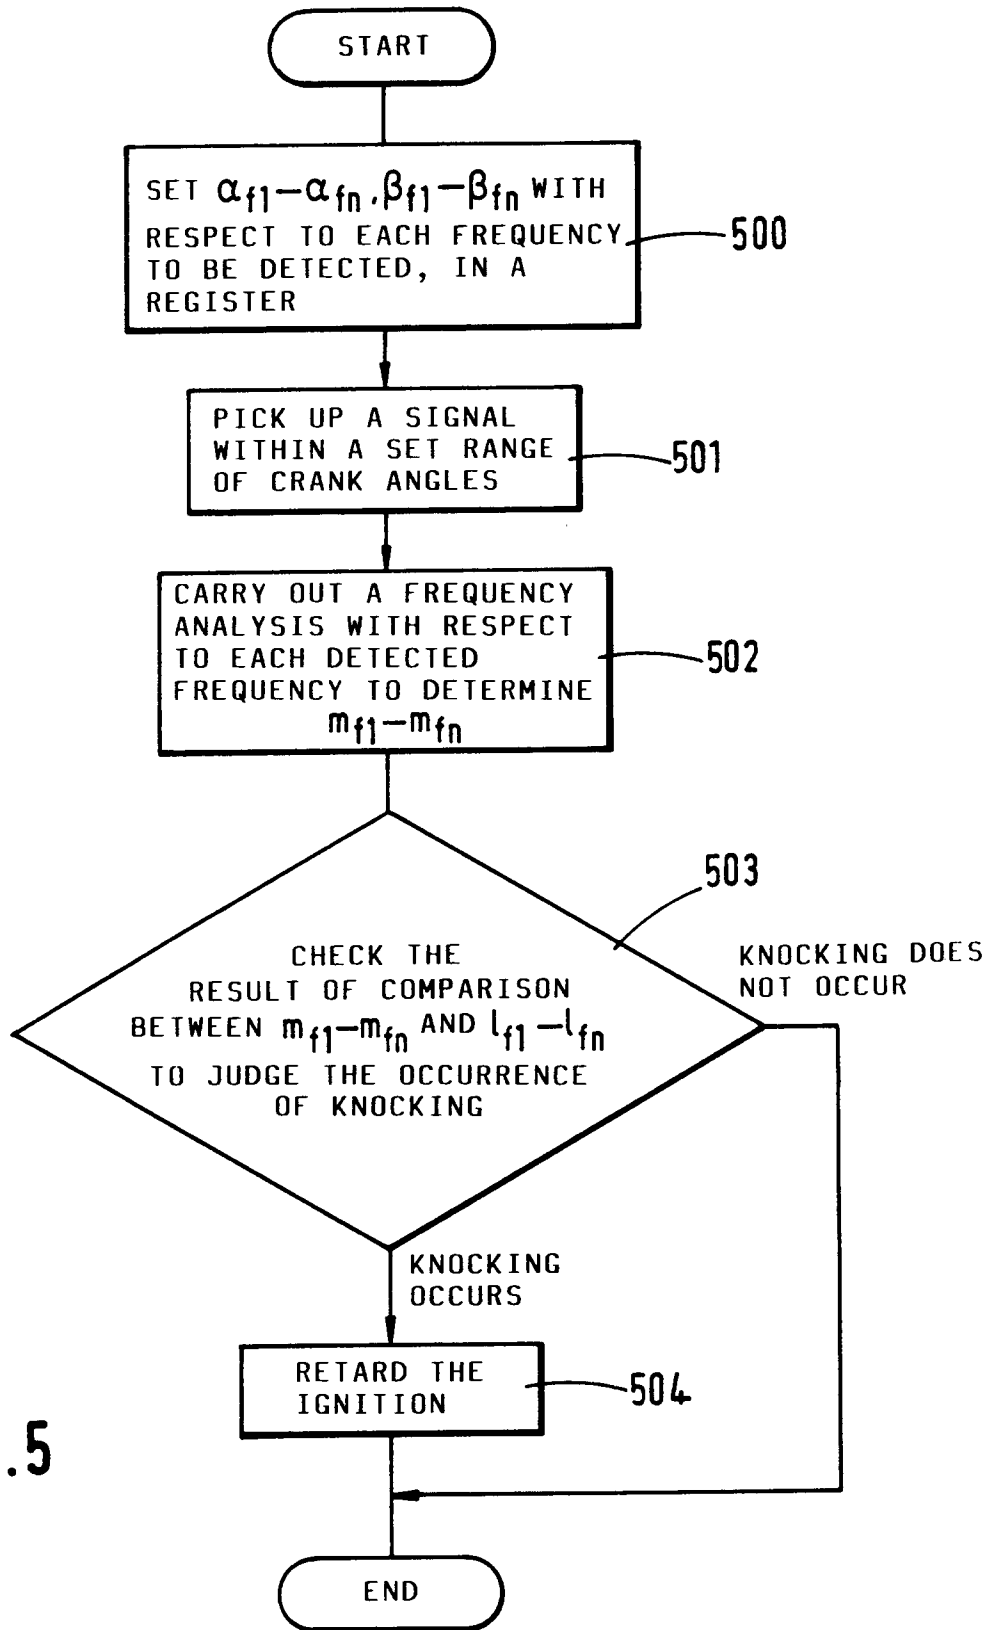 START
SET αf1–αfn, βf1–βfn WITH
RESPECT TO EACH FREQUENCY
TO BE DETECTED, IN A
REGISTER
500
PICK UP A SIGNAL
WITHIN A SET RANGE
OF CRANK ANGLES
501
CARRY OUT A FREQUENCY
ANALYSIS WITH RESPECT
TO EACH DETECTED
FREQUENCY TO DETERMINE
mf1–mfn
502
503
CHECK THE
RESULT OF COMPARISON
BETWEEN mf1–mfn AND lf1–lfn
TO JUDGE THE OCCURRENCE
OF KNOCKING
KNOCKING DOES
NOT OCCUR
KNOCKING
OCCURS
RETARD THE
IGNITION
504
.5
END